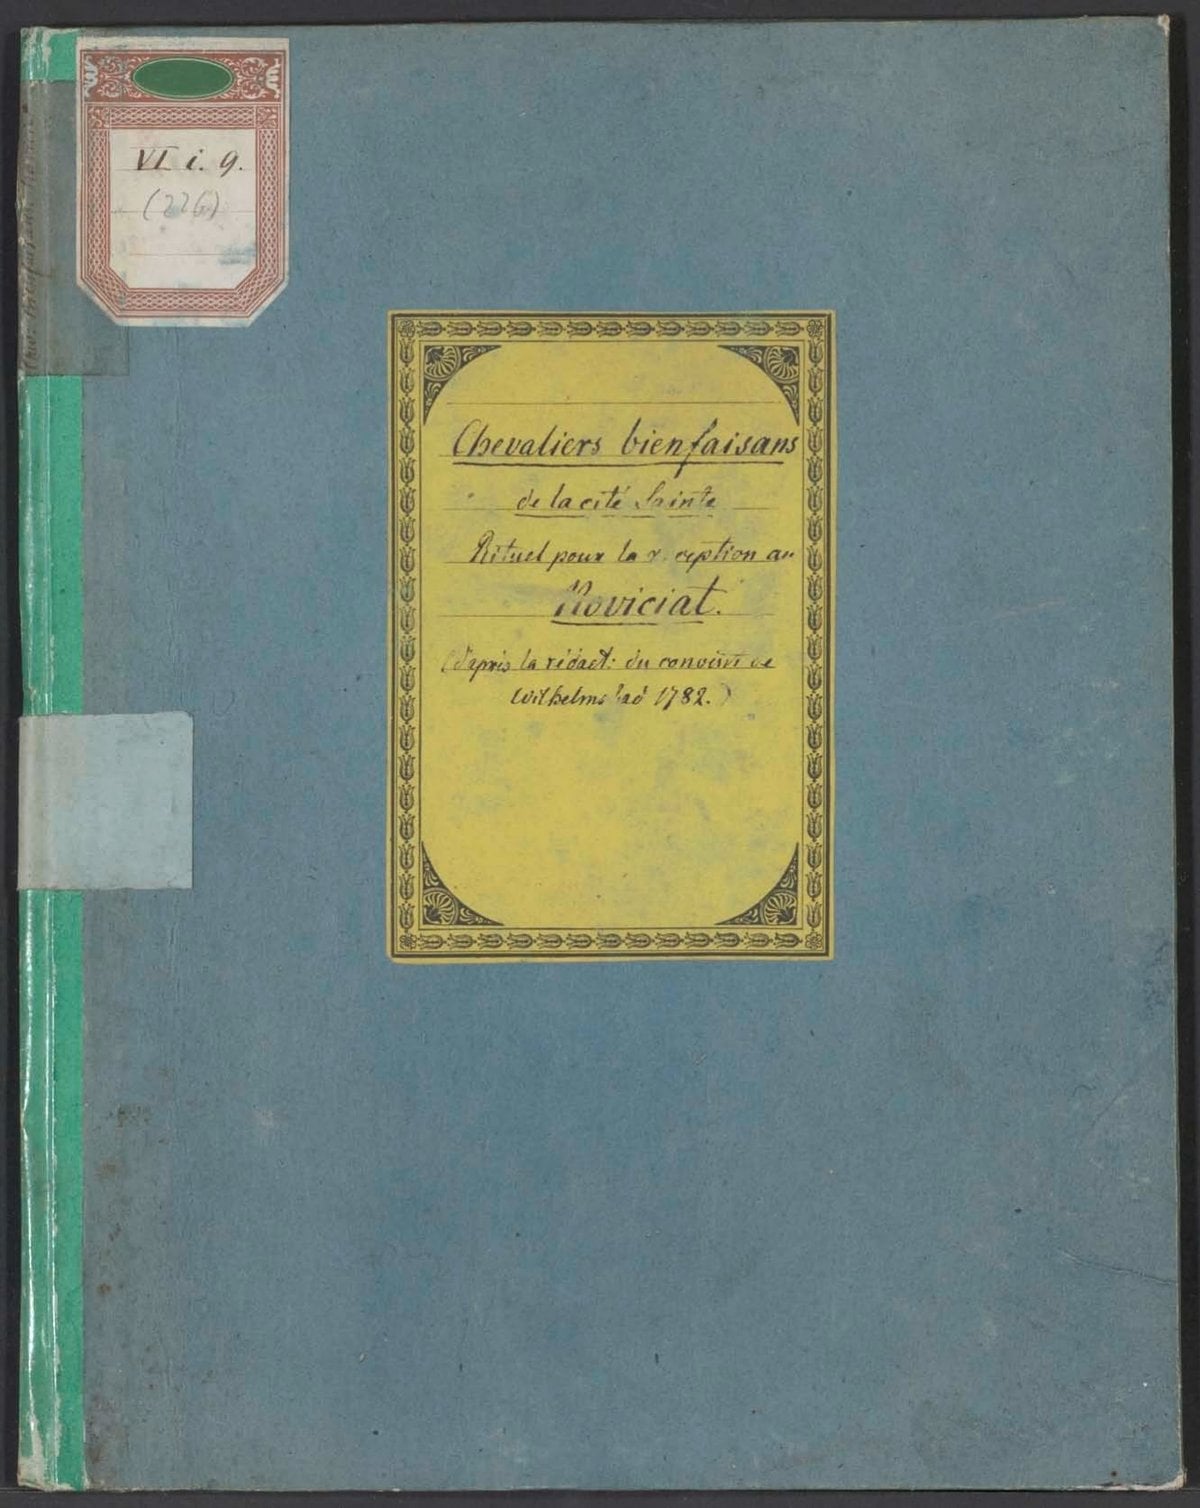 VI i. 9.
(226)
Chevaliers bienfaisans
de la cité Sainte
Rituel pour la réception au
Noviciat.
(d'après la rédact: du convent de
Wilhelmsbad 1782.)